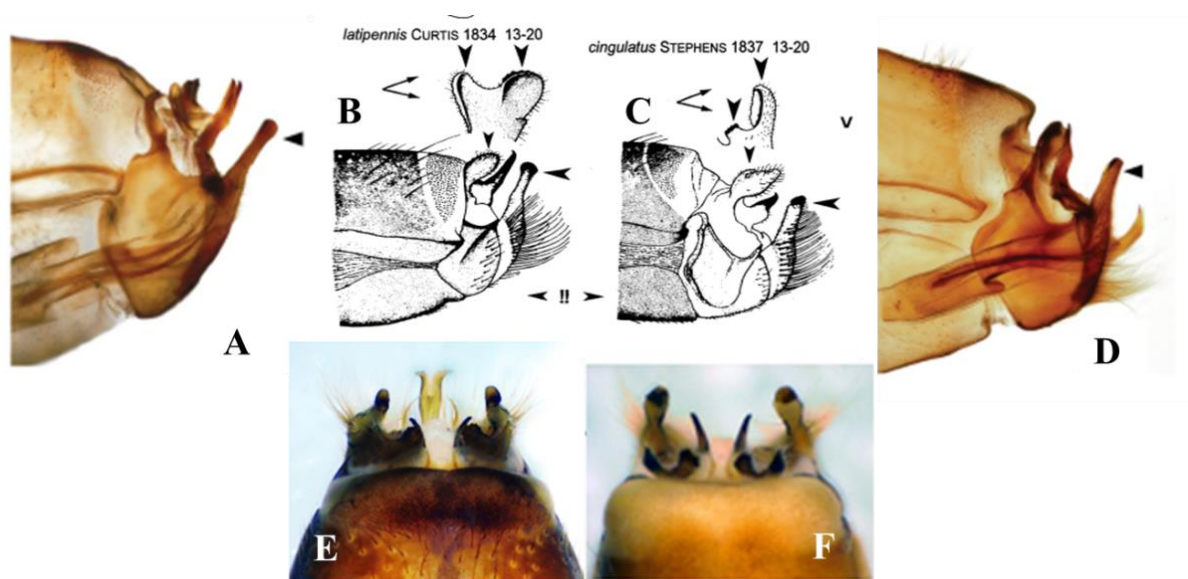 latipennis CURTIS 1834 13-20
cingulatus STEPHENS 1837 13-20
B
C
v
!!
A
D
E
F